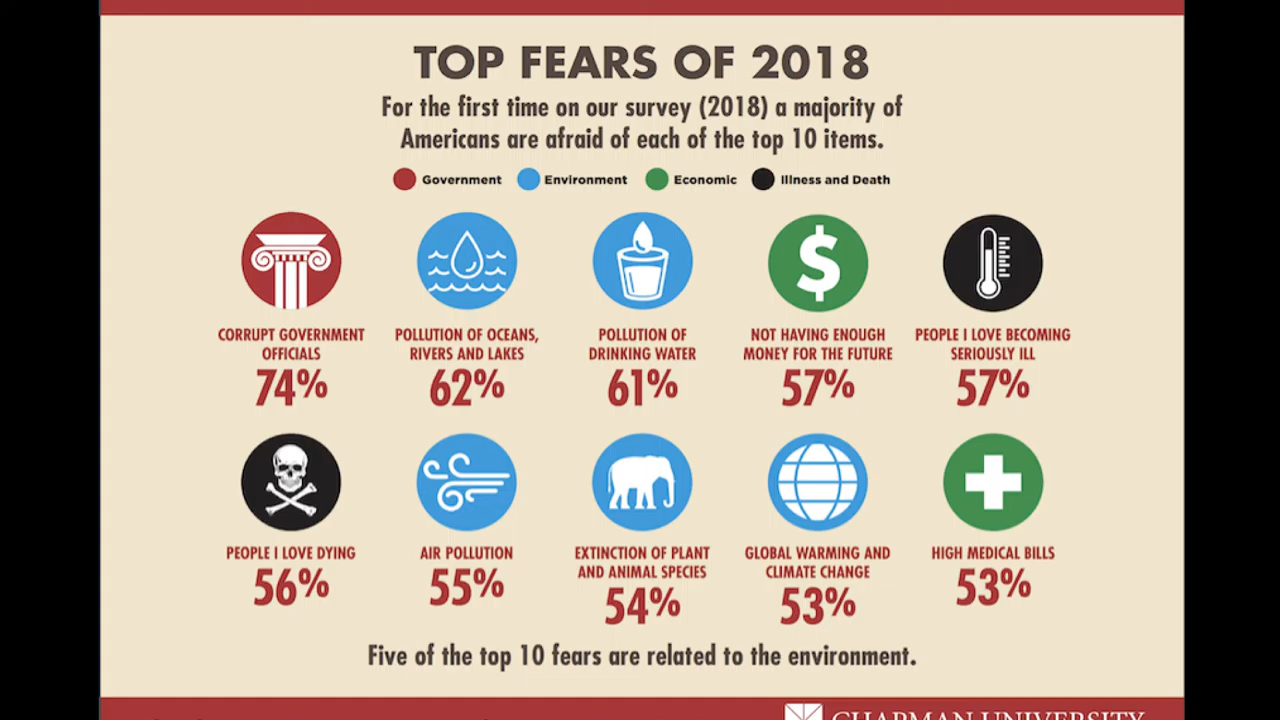 TOP FEARS OF 2018
For the first time on our survey (2018) a majority of
Americans are afraid of each of the top 10 items.
Government Environment Economic Illness and Death
CORRUPT GOVERNMENT
OFFICIALS
74%
POLLUTION OF OCEANS,
RIVERS AND LAKES
62%
POLLUTION OF
DRINKING WATER
61%
NOT HAVING ENOUGH
MONEY FOR THE FUTURE
57%
PEOPLE I LOVE BECOMING
SERIOUSLY ILL
57%
PEOPLE I LOVE DYING
56%
AIR POLLUTION
55%
EXTINCTION OF PLANT
AND ANIMAL SPECIES
54%
GLOBAL WARMING AND
CLIMATE CHANGE
53%
HIGH MEDICAL BILLS
53%
Five of the top 10 fears are related to the environment.
CHAPMAN UNIVERSITY